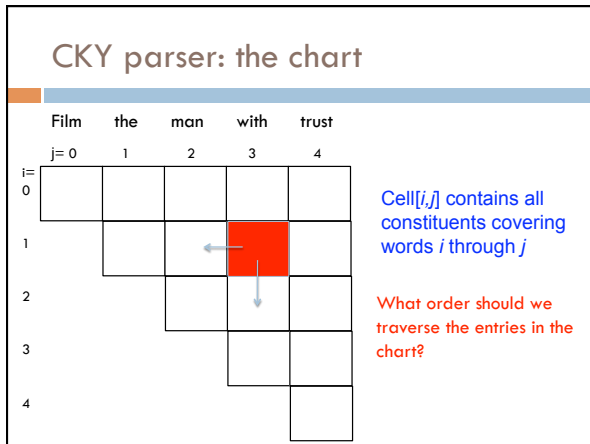 CKY parser: the chart
Film the man with trust
j= 0 1 2 3 4
i=
0
1
2
3
4
Cell[i,j] contains all
constituents covering
words i through j
What order should we
traverse the entries in the
chart?